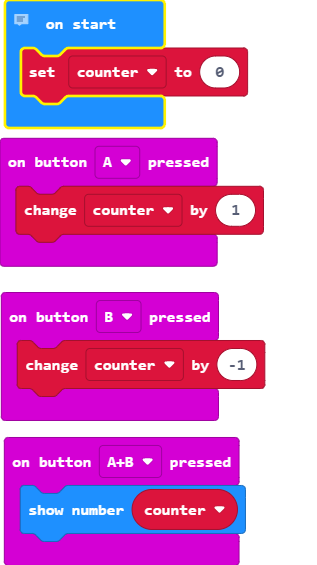 on start
set counter to 0
on button A pressed
change counter by 1
on button B pressed
change counter by -1
on button A+B pressed
show number counter